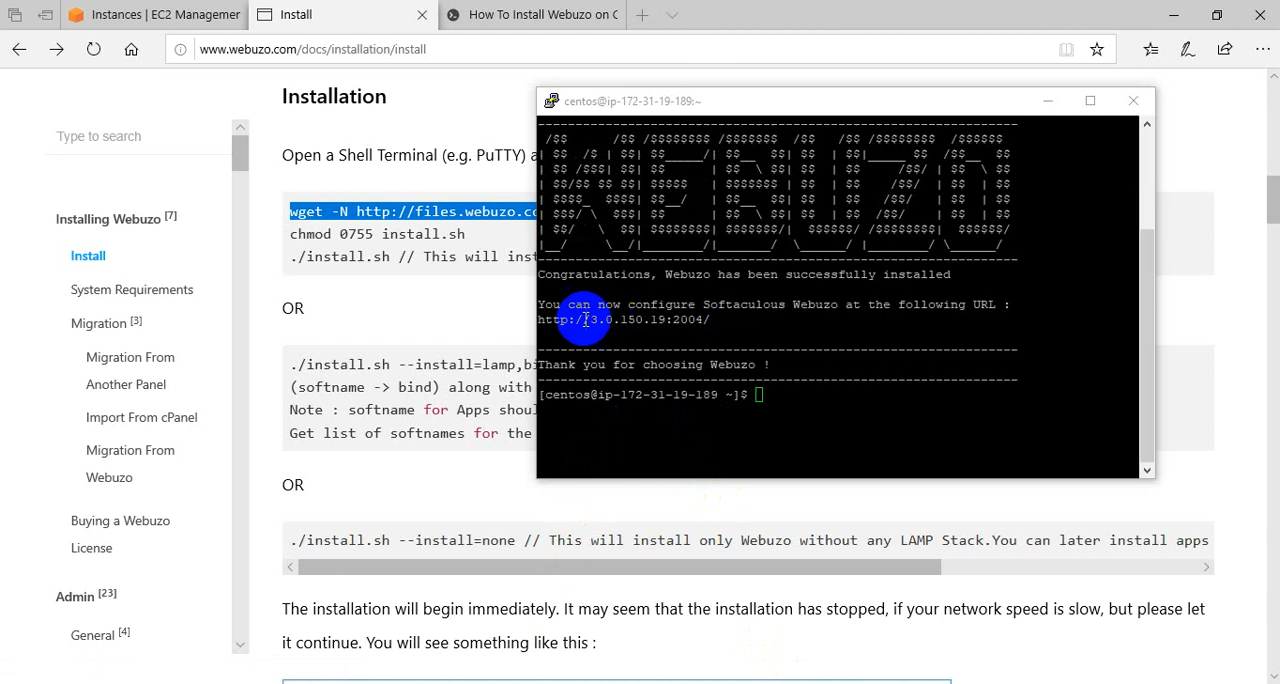 Instances | EC2 Managemer
Install
How To Install Webuzo on C
www.webuzo.com/docs/installation/install
Type to search
Installing Webuzo [7]
Install
System Requirements
Migration [3]
Migration From
Another Panel
Import From cPanel
Migration From
Webuzo
Buying a Webuzo
License
Admin [23]
General [4]
Installation
Open a Shell Terminal (e.g. PuTTY) a
wget -N http://files.webuzo.co
chmod 0755 install.sh
./install.sh // This will inst
OR
./install.sh --install=lamp,bi
(softname -> bind) along with
Note : softname for Apps shoul
Get list of softnames for the
OR
./install.sh --install=none // This will install only Webuzo without any LAMP Stack.You can later install apps
The installation will begin immediately. It may seem that the installation has stopped, if your network speed is slow, but please let
it continue. You will see something like this :
centos@ip-172-31-19-189:~
WEBUZO
Congratulations, Webuzo has been successfully installed
You can now configure Softaculous Webuzo at the following URL :
http://3.0.150.19:2004/
Thank you for choosing Webuzo !
[centos@ip-172-31-19-189 ~]$